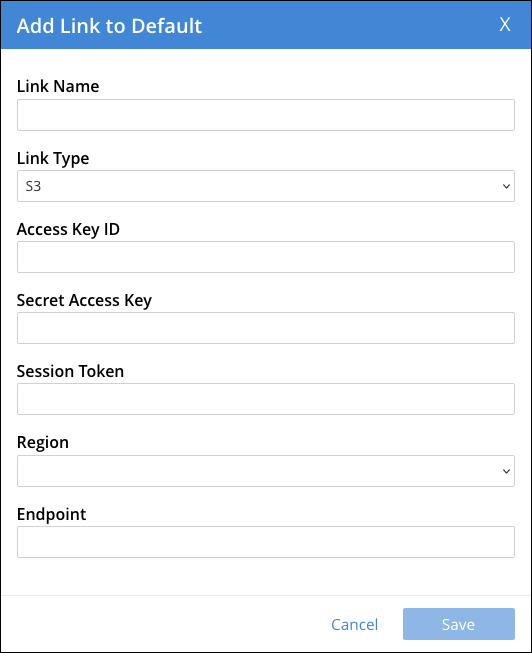 Add Link to Default X
Link Name
Link Type
S3
Access Key ID
Secret Access Key
Session Token
Region
Endpoint
Cancel Save